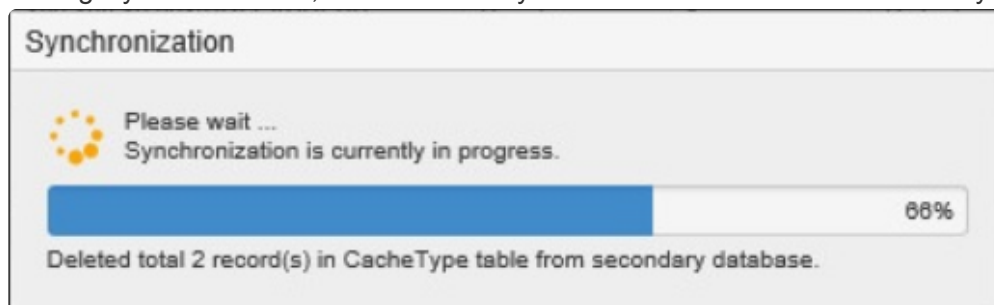 Synchronization
Please wait ...
Synchronization is currently in progress.
66%
Deleted total 2 record(s) in CacheType table from secondary database.